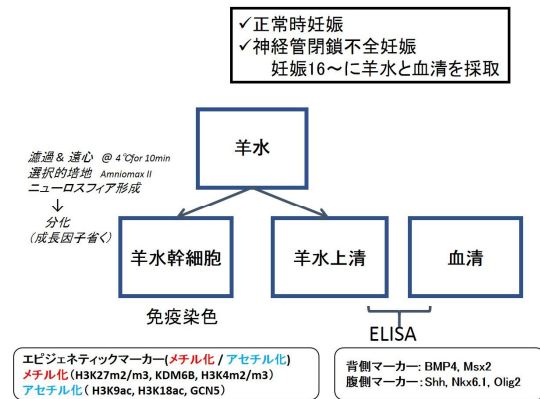 ✓正常時妊娠
✓神経管閉鎖不全妊娠
妊娠16～に羊水と血清を採取
羊水
濾過 & 遠心 @ 4℃for 10min
選択的培地 Amniomax II
ニューロスフィア形成
↓
分化
(成長因子省く)
羊水幹細胞
羊水上清
血清
免疫染色
ELISA
エピジェネティックマーカー(メチル化 / アセチル化)
メチル化(H3K27m2/m3, KDM6B, H3K4m2/m3)
アセチル化( H3K9ac, H3K18ac, GCN5)
背側マーカー: BMP4, Msx2
腹側マーカー: Shh, Nkx6.1, Olig2